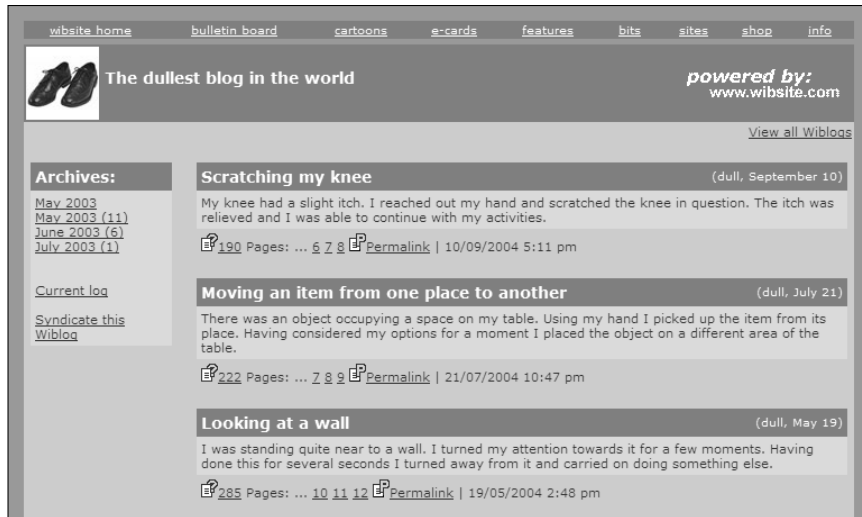 wibsite home bulletin board cartoons e-cards features bits sites shop info
The dullest blog in the world
powered by:
www.wibsite.com
View all Wiblogs
Archives:
May 2003
May 2003 (11)
June 2003 (6)
July 2003 (1)
Current log
Syndicate this
Wiblog
Scratching my knee (dull, September 10)
My knee had a slight itch. I reached out my hand and scratched the knee in question. The itch was
relieved and I was able to continue with my activities.
190 Pages: ... 6 7 8 Permalink | 10/09/2004 5:11 pm
Moving an item from one place to another (dull, July 21)
There was an object occupying a space on my table. Using my hand I picked up the item from its
place. Having considered my options for a moment I placed the object on a different area of the
table.
222 Pages: ... 7 8 9 Permalink | 21/07/2004 10:47 pm
Looking at a wall (dull, May 19)
I was standing quite near to a wall. I turned my attention towards it for a few moments. Having
done this for several seconds I turned away from it and carried on doing something else.
285 Pages: ... 10 11 12 Permalink | 19/05/2004 2:48 pm